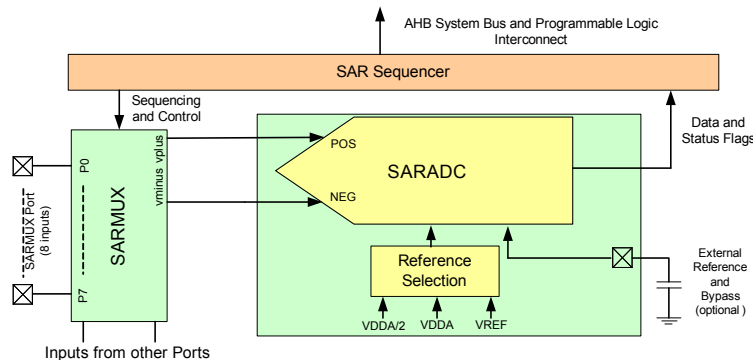 AHB System Bus and Programmable Logic
Interconnect
SAR Sequencer
Sequencing
and Control
Data and
Status Flags
vminus vplus
POS
NEG
SARADC
P0
SARMUX Port
(8 inputs)
SARMUX
P7
Reference
Selection
External
Reference
and
Bypass
(optional )
VDDA/2
VDDA
VREF
Inputs from other Ports